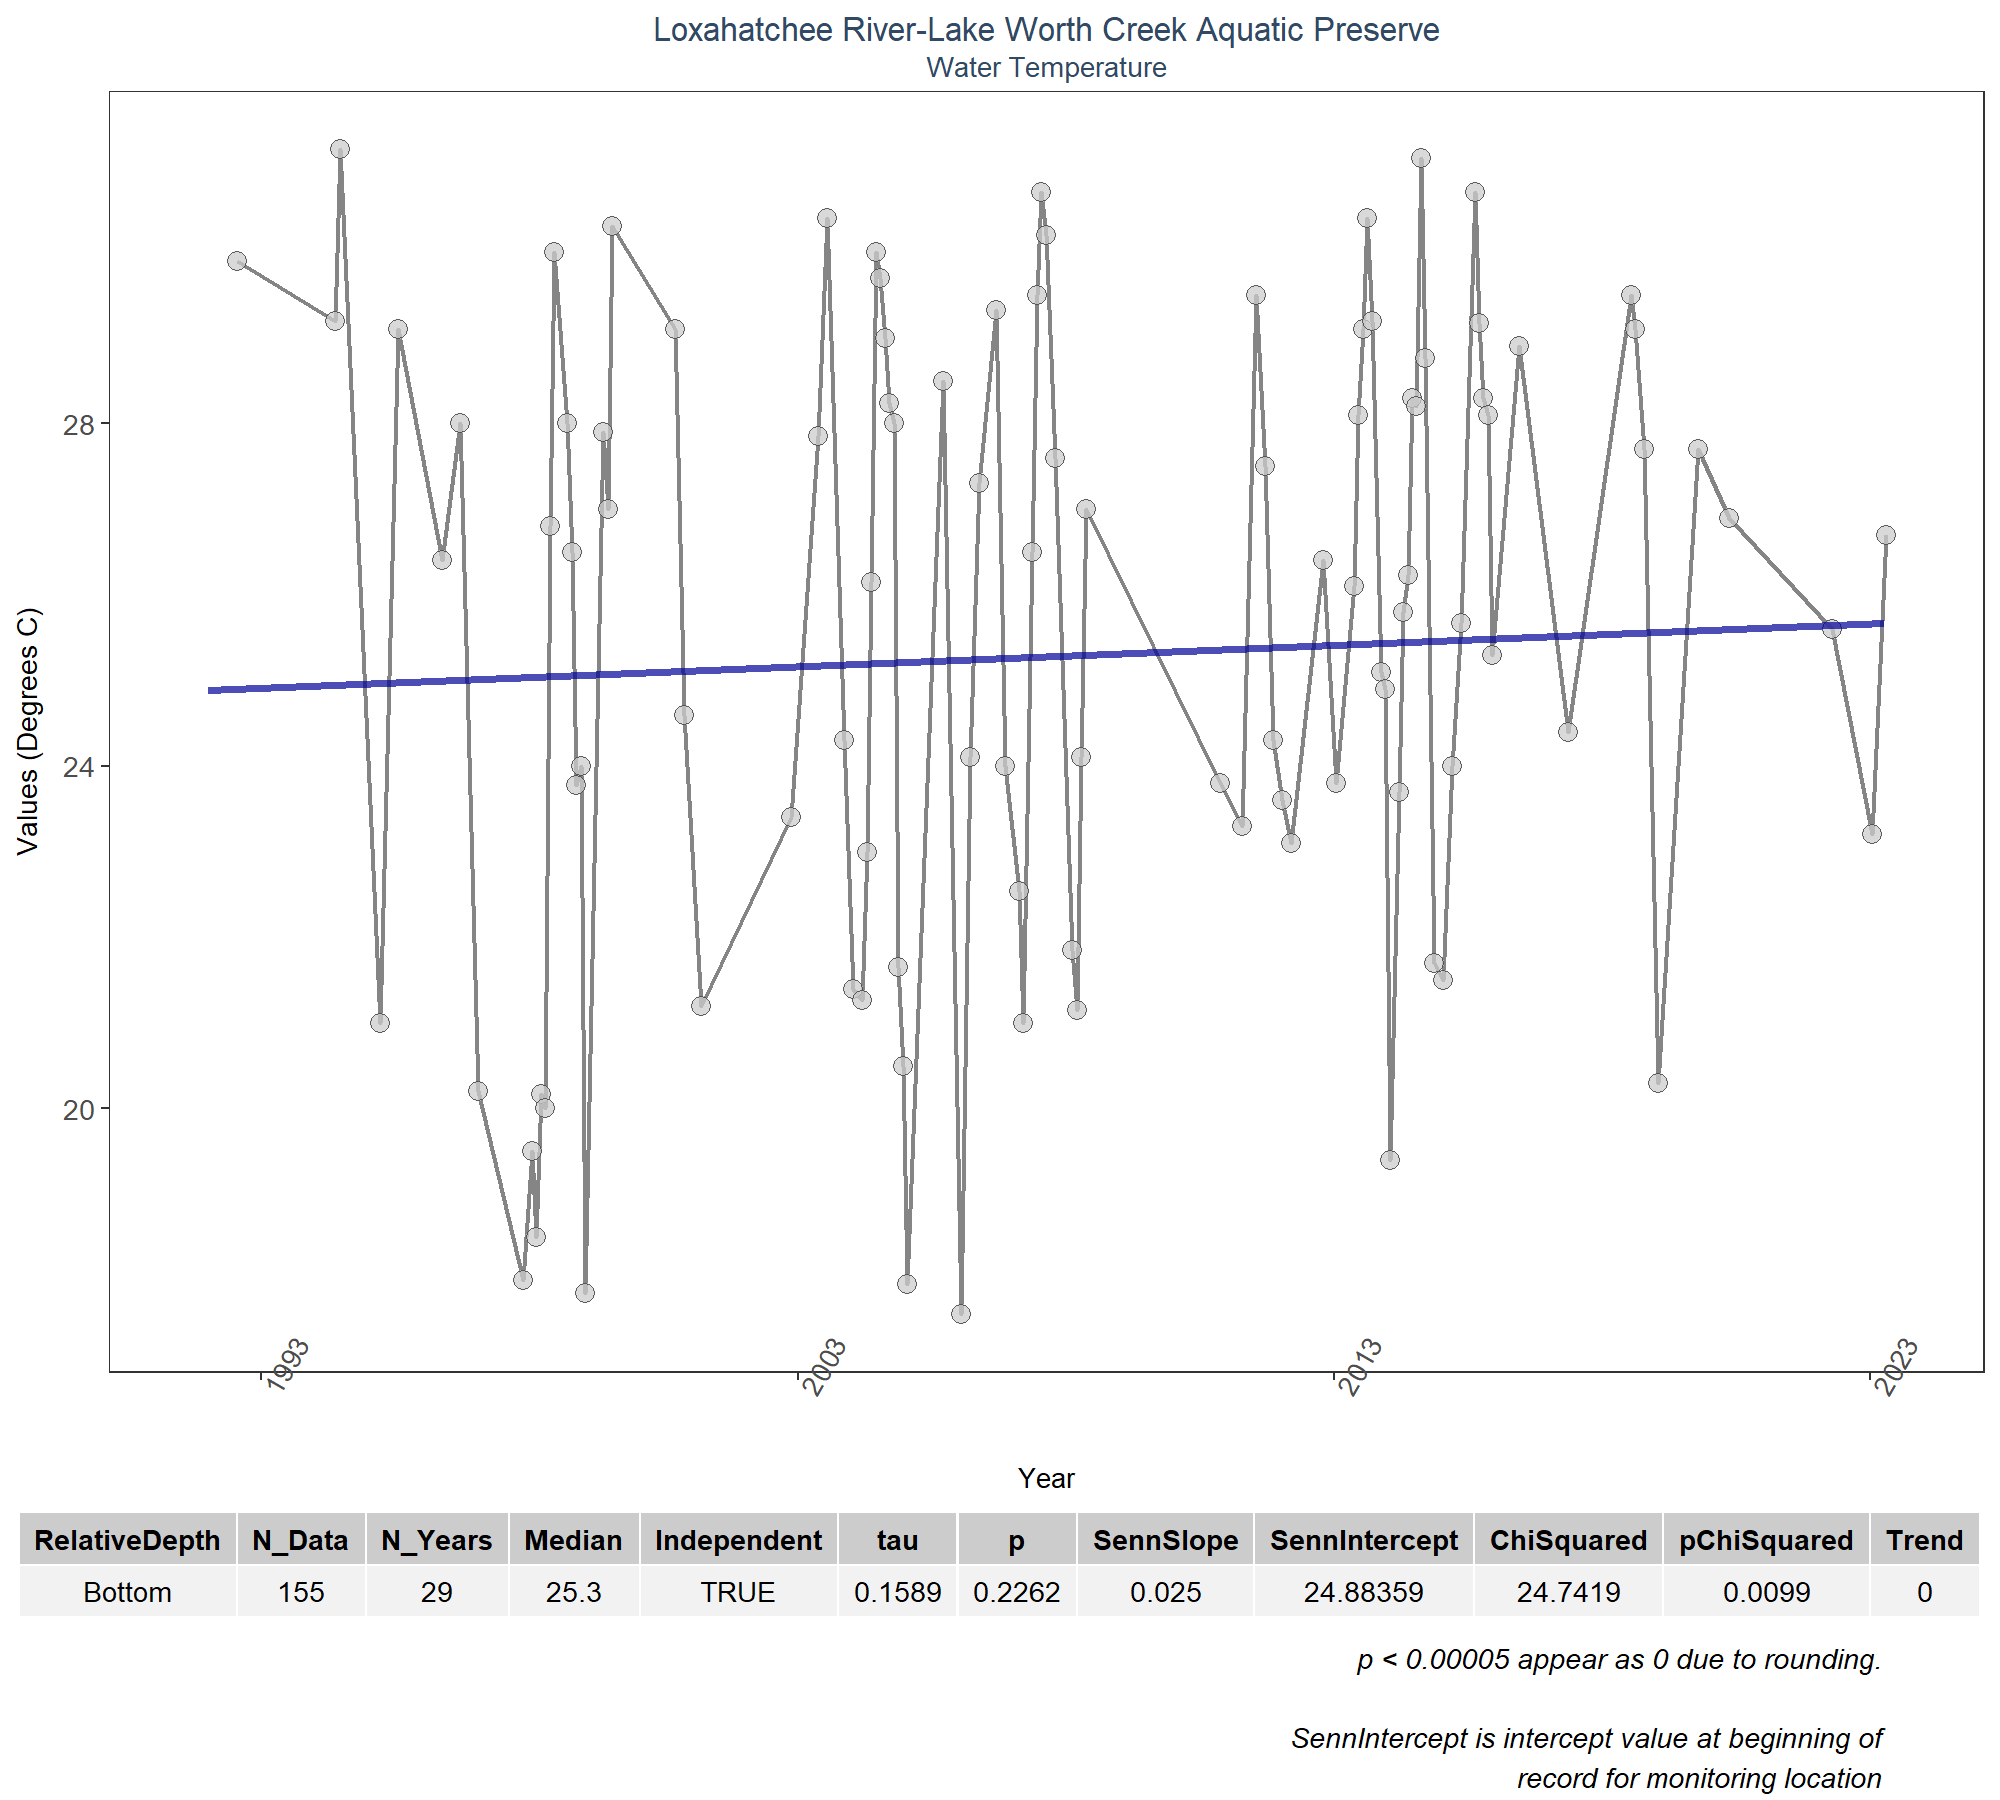 Loxahatchee River-Lake Worth Creek Aquatic Preserve
Water Temperature
Values (Degrees C)
28
24
20
1993
2003
2013
2023
Year
RelativeDepth N_Data N_Years Median Independent tau p SennSlope SennIntercept ChiSquared pChiSquared Trend
Bottom 155 29 25.3 TRUE 0.1589 0.2262 0.025 24.88359 24.7419 0.0099 0
p < 0.00005 appear as 0 due to rounding.
SennIntercept is intercept value at beginning of
record for monitoring location